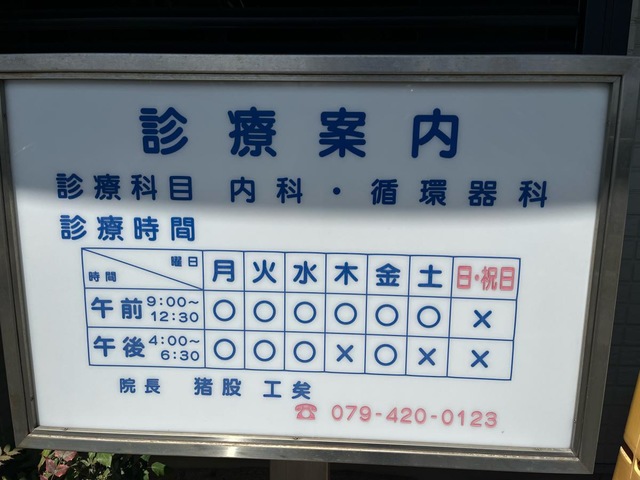 診療案内
診療科目 内科・循環器科
診療時間
曜日 時間 月 火 水 木 金 土 日・祝日
午前 9:00～12:30 ○ ○ ○ ○ ○ ○ ×
午後 4:00～6:30 ○ ○ ○ × ○ × ×
院長 猪股 工矣
☎ 079-420-0123